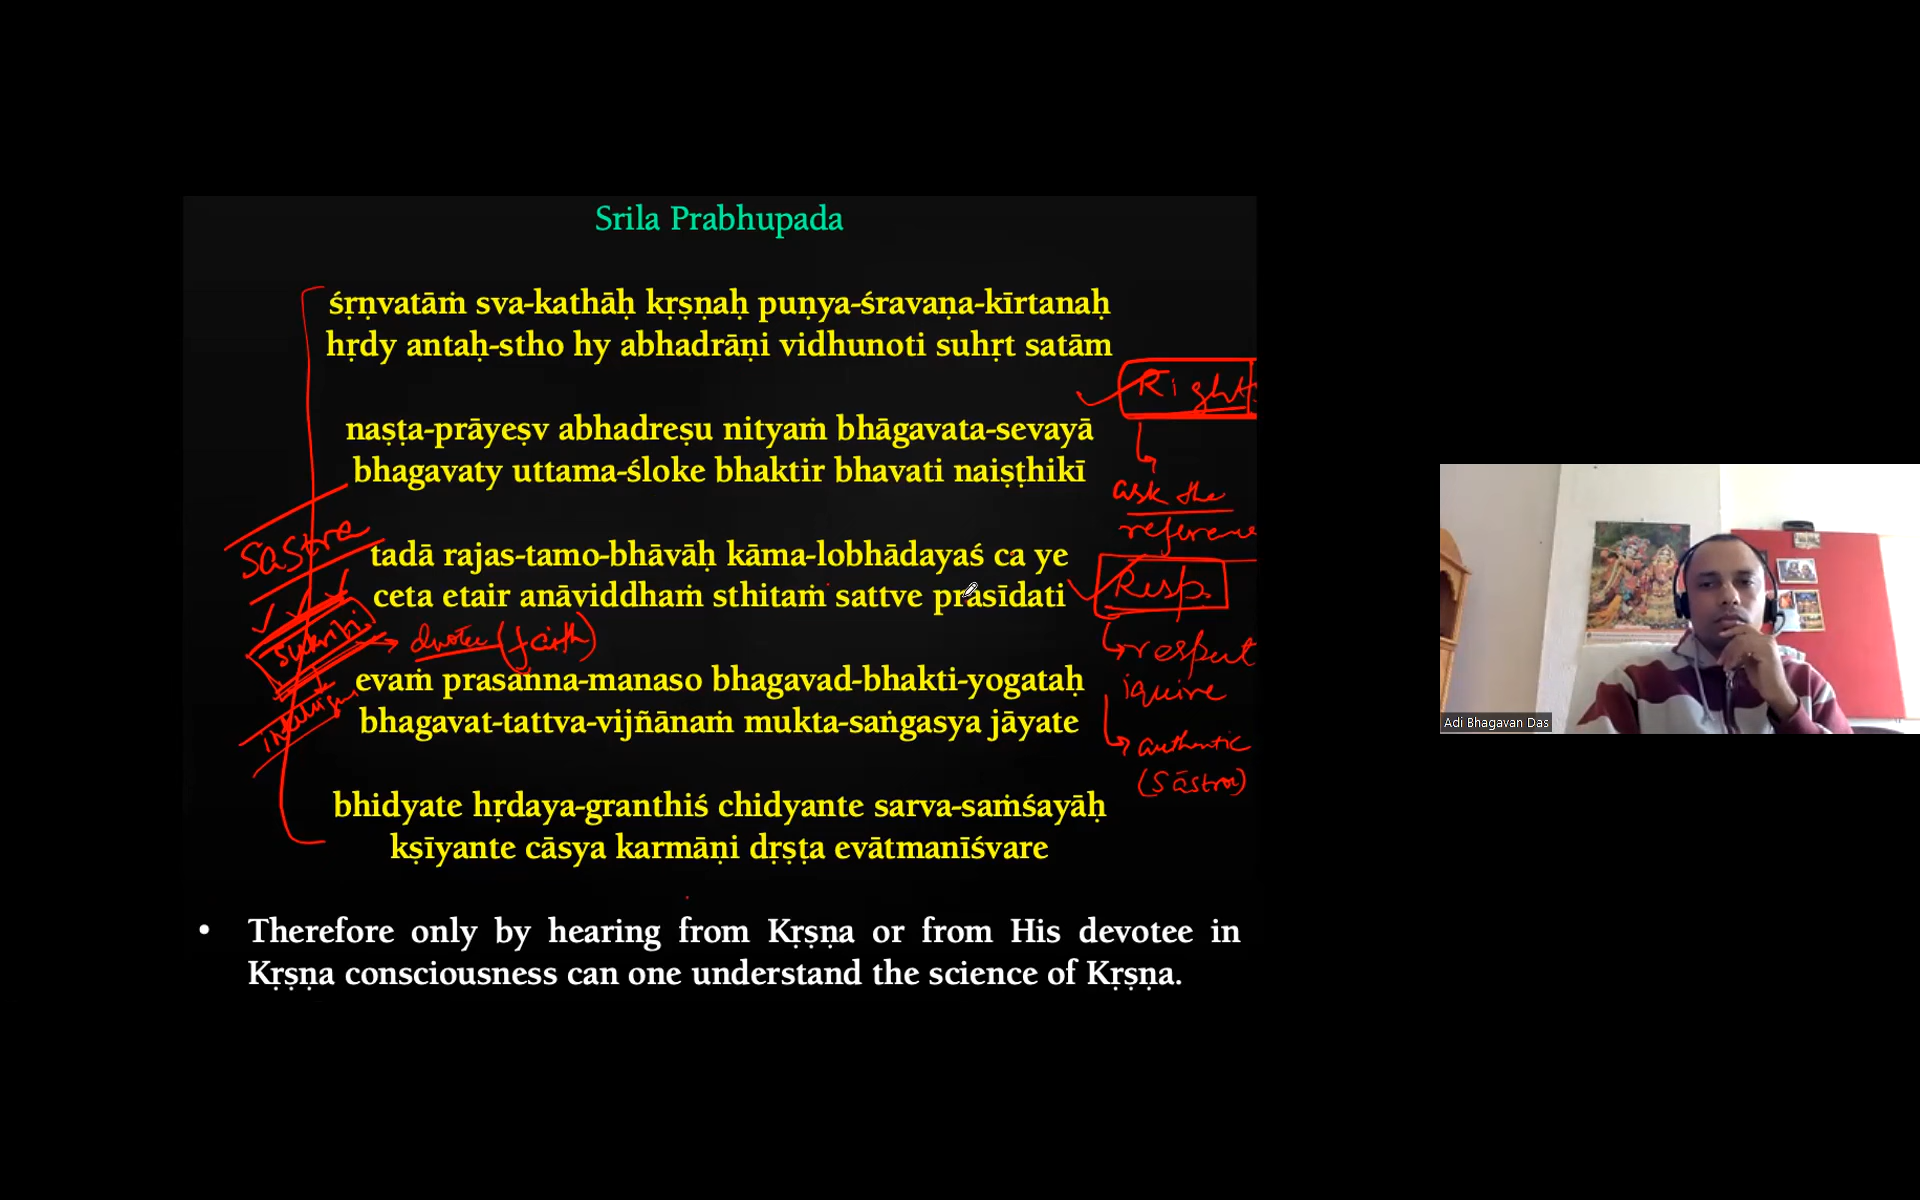 Srila Prabhupada
śṛṇvatāṁ sva-kathāḥ kṛṣṇaḥ puṇya-śravaṇa-kīrtanaḥ
hṛdy antaḥ-stho hy abhadrāṇi vidhunoti suhṛt satām
naṣṭa-prāyeṣv abhadreṣu nityaṁ bhāgavata-sevayā
bhagavaty uttama-śloke bhaktir bhavati naiṣṭhikī
tadā rajas-tamo-bhāvāḥ kāma-lobhādayaś ca ye
ceta etair anāviddhaṁ sthitaṁ sattve prasīdati
evaṁ prasanna-manaso bhagavad-bhakti-yogataḥ
bhagavat-tattva-vijñānaṁ mukta-saṅgasya jāyate
bhidyate hṛdaya-granthiś chidyante sarva-saṁśayāḥ
kṣīyante cāsya karmāṇi dṛṣṭa evātmanīśvare
• Therefore only by hearing from Kṛṣṇa or from His devotee in
Kṛṣṇa consciousness can one understand the science of Kṛṣṇa.
Sastra
(faith)
Right
ask the
Resp.
iquire
authentic
(Sāstra)
Adi Bhagavan Das